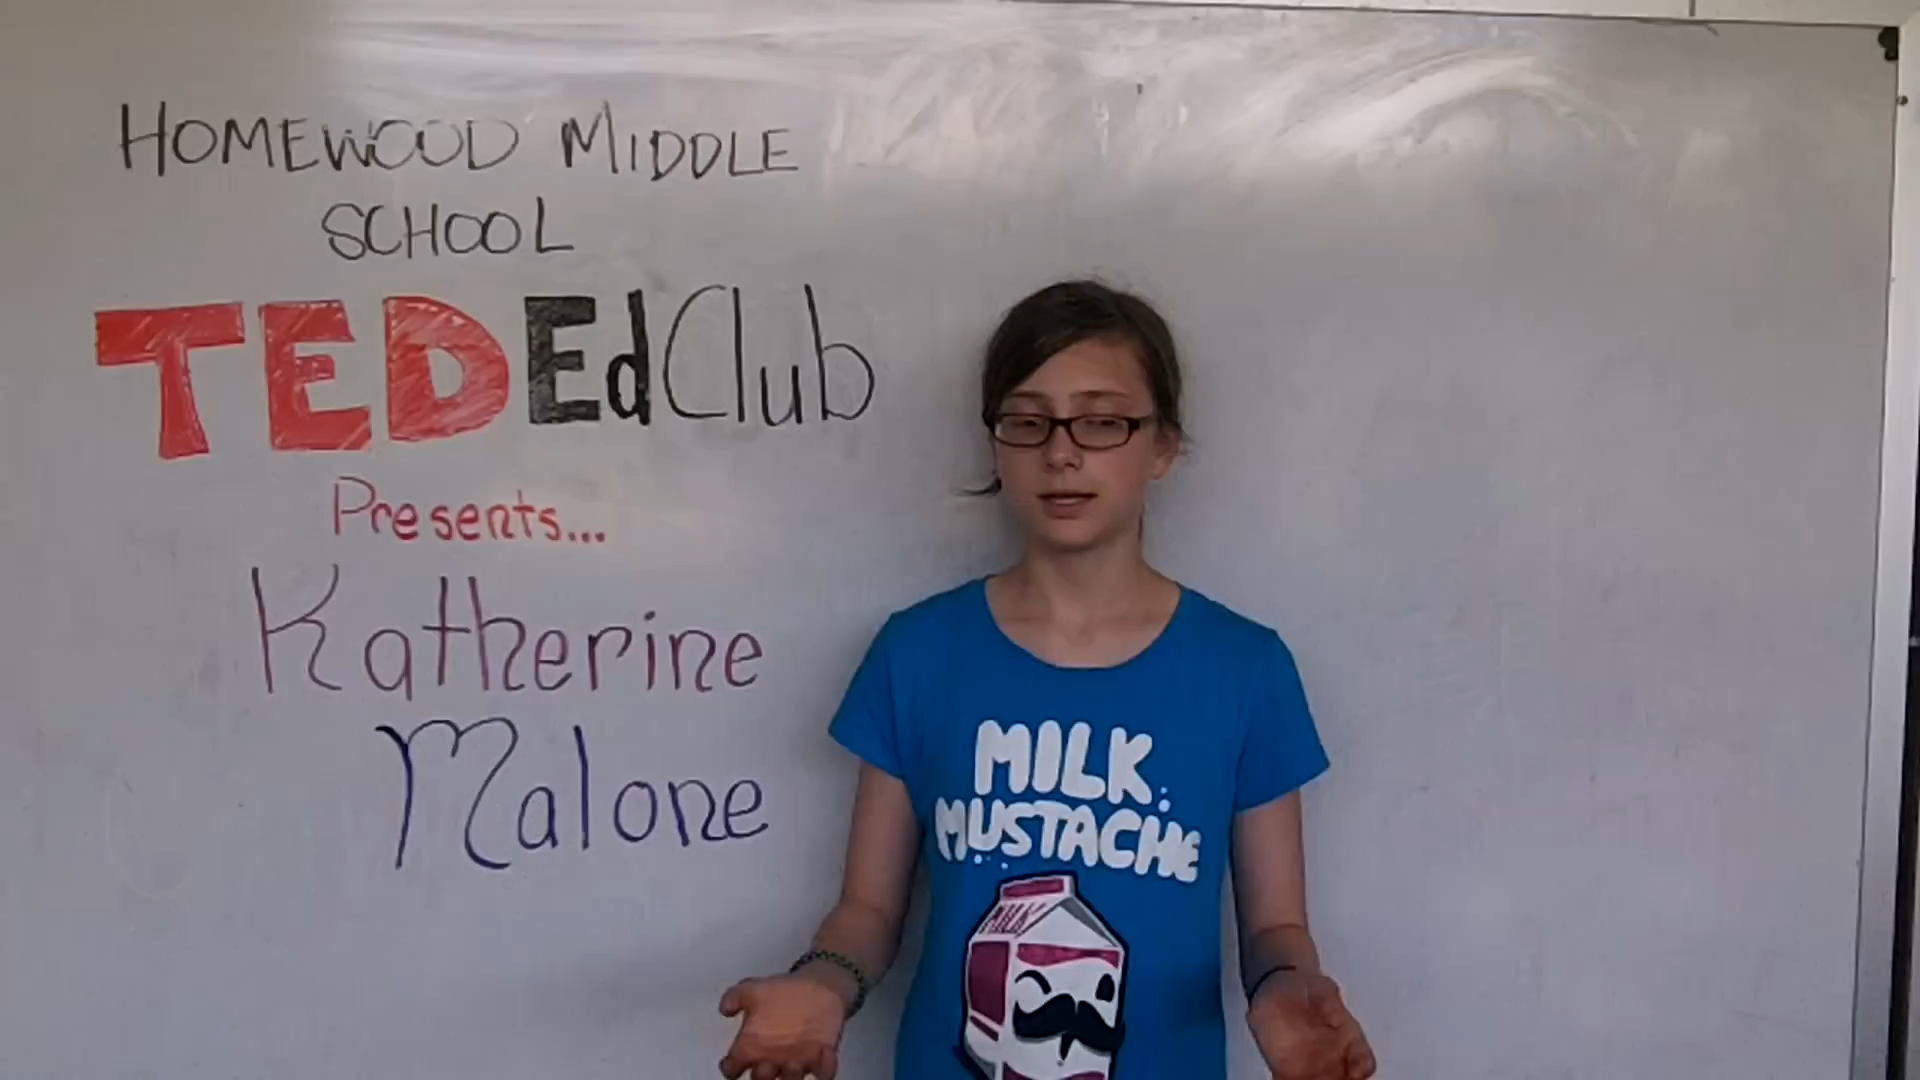 HOMEWOOD MIDDLE
SCHOOL
TEDEdClub
Presents...
Katherine
Malone
MILK
MUSTACHE
MILK